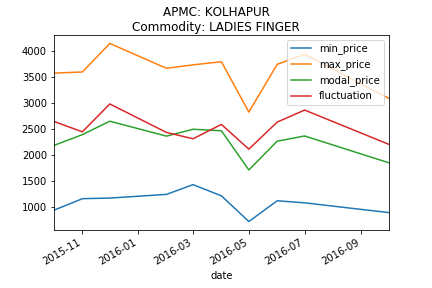 APMC: KOLHAPUR
Commodity: LADIES FINGER
min_price
max_price
modal_price
fluctuation
4000
3500
3000
2500
2000
1500
1000
2015-11
2016-01
2016-03
2016-05
2016-07
2016-09
date